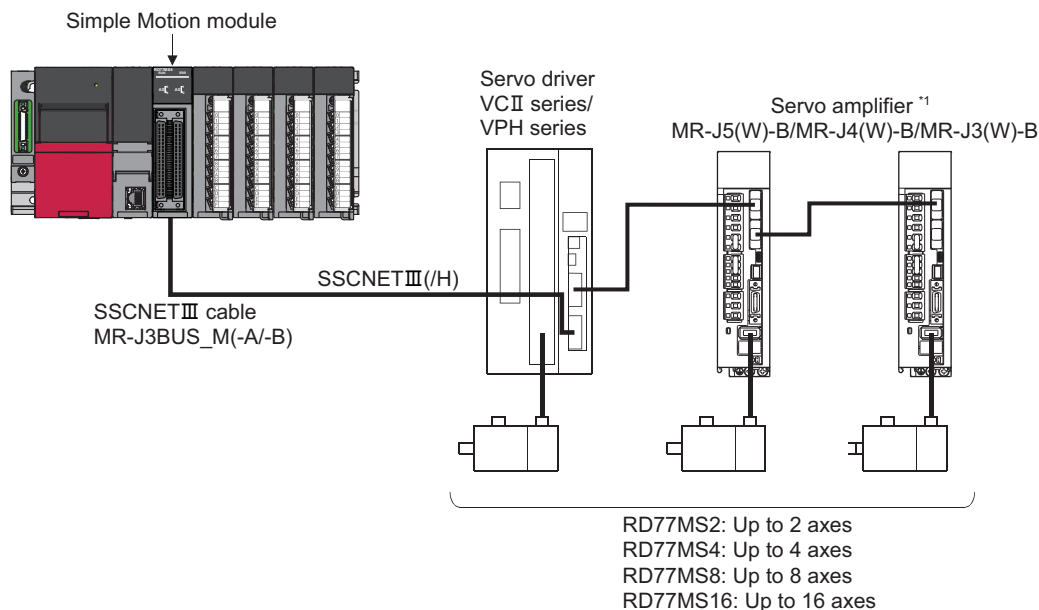 Simple Motion module
Servo driver
VCⅡ series/
VPH series
Servo amplifier *1
MR-J5(W)-B/MR-J4(W)-B/MR-J3(W)-B
SSCNETⅢ(/H)
SSCNETⅢ cable
MR-J3BUS_M(-A/-B)
RD77MS2: Up to 2 axes
RD77MS4: Up to 4 axes
RD77MS8: Up to 8 axes
RD77MS16: Up to 16 axes